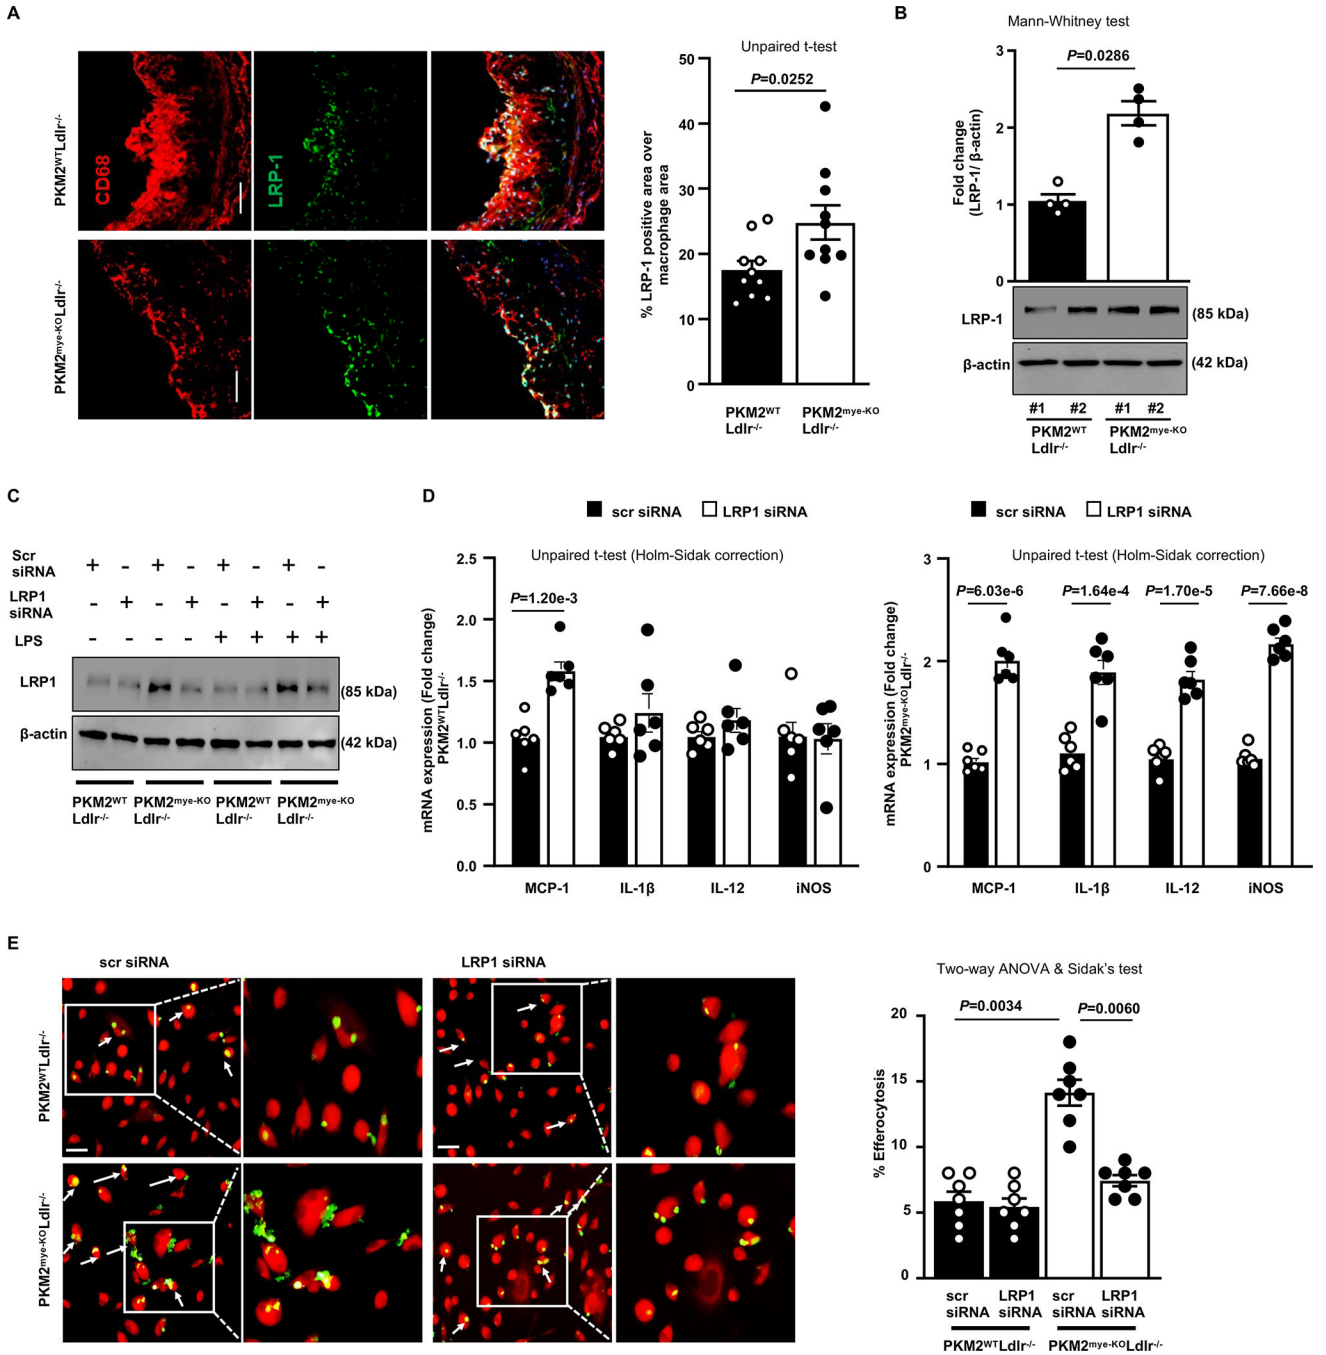 A
PKM2WTLdlr-/-
PKM2mye-KOLdlr-/-
CD68
LRP-1
Unpaired t-test
P=0.0252
% LRP-1 positive area over
macrophage area
50
40
30
20
10
0
PKM2WT
Ldlr-/-
PKM2mye-KO
Ldlr-/-
B
Mann-Whitney test
P=0.0286
Fold change
(LRP-1/ β-actin)
3
2
1
0
LRP-1
(85 kDa)
β-actin
(42 kDa)
#1 #2 #1 #2
PKM2WT
Ldlr-/-
PKM2mye-KO
Ldlr-/-
C
Scr
siRNA
+ - + - + - + -
LRP1
siRNA
- + - + - + - +
LPS
- - - - + + + +
LRP1
(85 kDa)
β-actin
(42 kDa)
PKM2WT
Ldlr-/-
PKM2mye-KO
Ldlr-/-
PKM2WT
Ldlr-/-
PKM2mye-KO
Ldlr-/-
D
scr siRNA LRP1 siRNA
Unpaired t-test (Holm-Sidak correction)
P=1.20e-3
mRNA expression (Fold change)
PKM2WTLdlr-/-
2.5
2.0
1.5
1.0
0.5
0.0
MCP-1 IL-1β IL-12 iNOS
scr siRNA LRP1 siRNA
Unpaired t-test (Holm-Sidak correction)
P=6.03e-6 P=1.64e-4 P=1.70e-5 P=7.66e-8
mRNA expression (Fold change)
PKM2mye-KOLdlr-/-
3
2
1
0
MCP-1 IL-1β IL-12 iNOS
E
scr siRNA LRP1 siRNA
PKM2WTLdlr-/-
PKM2mye-KOLdlr-/-
Two-way ANOVA & Sidak's test
P=0.0034 P=0.0060
% Efferocytosis
20
15
10
5
0
scr
siRNA
LRP1
siRNA
scr
siRNA
LRP1
siRNA
PKM2WTLdlr-/- PKM2mye-KOLdlr-/-